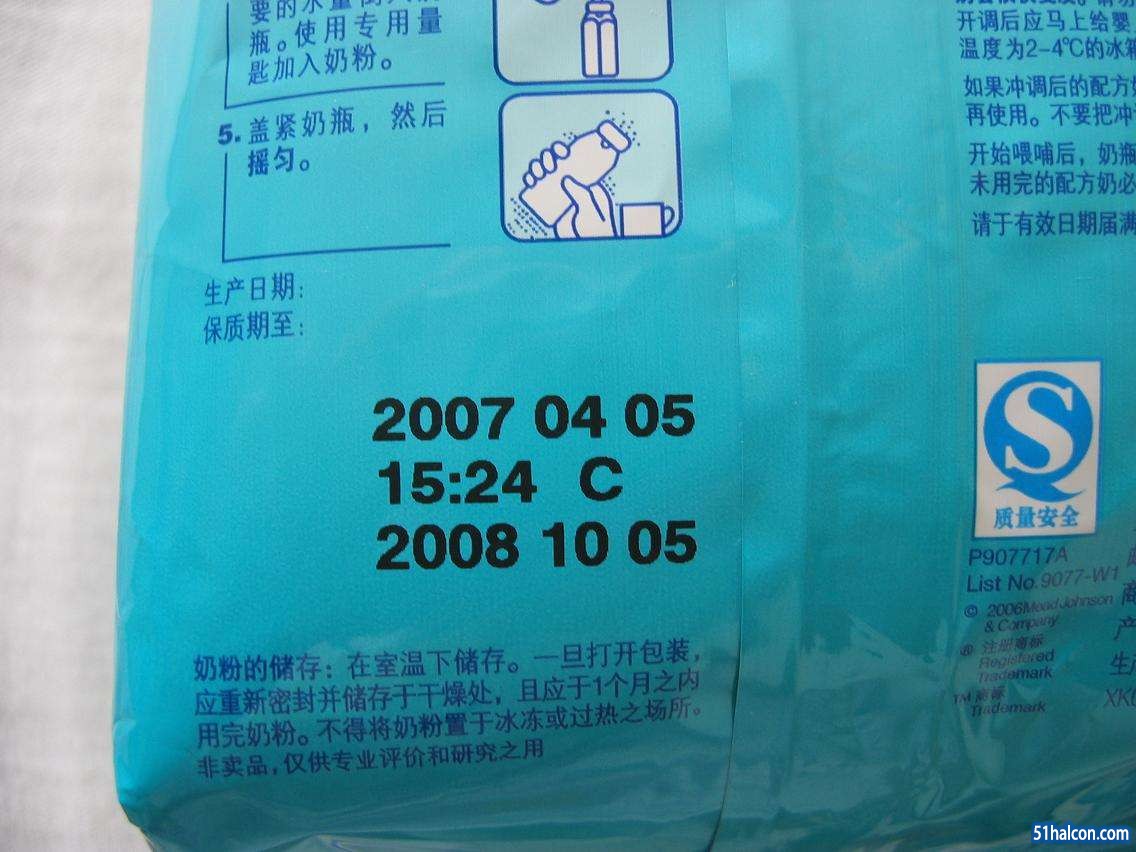 要的水量倒入奶
瓶。使用专用量
匙加入奶粉。
5. 盖紧奶瓶，然后
摇匀。
生产日期：
保质期至：
2007 04 05
15:24 C
2008 10 05
奶粉的储存：在室温下储存。一旦打开包装，
应重新密封并储存于干燥处，且应于1个月之内
用完奶粉。不得将奶粉置于冰冻或过热之场所。
非卖品，仅供专业评价和研究之用
开调后应马上给婴
温度为2-4℃的冰箱
如果冲调后的配方奶
再使用。不要把冲
开始喂哺后，奶瓶
未用完的配方奶必
请于有效日期届满
S
质量安全
P907717A
List No.9077-W1
© 2006 Mead Johnson
& Company
® 注册商标
Registered
Trademark
TM 商标
Trademark
商
产
生产
XK
51halcon.com